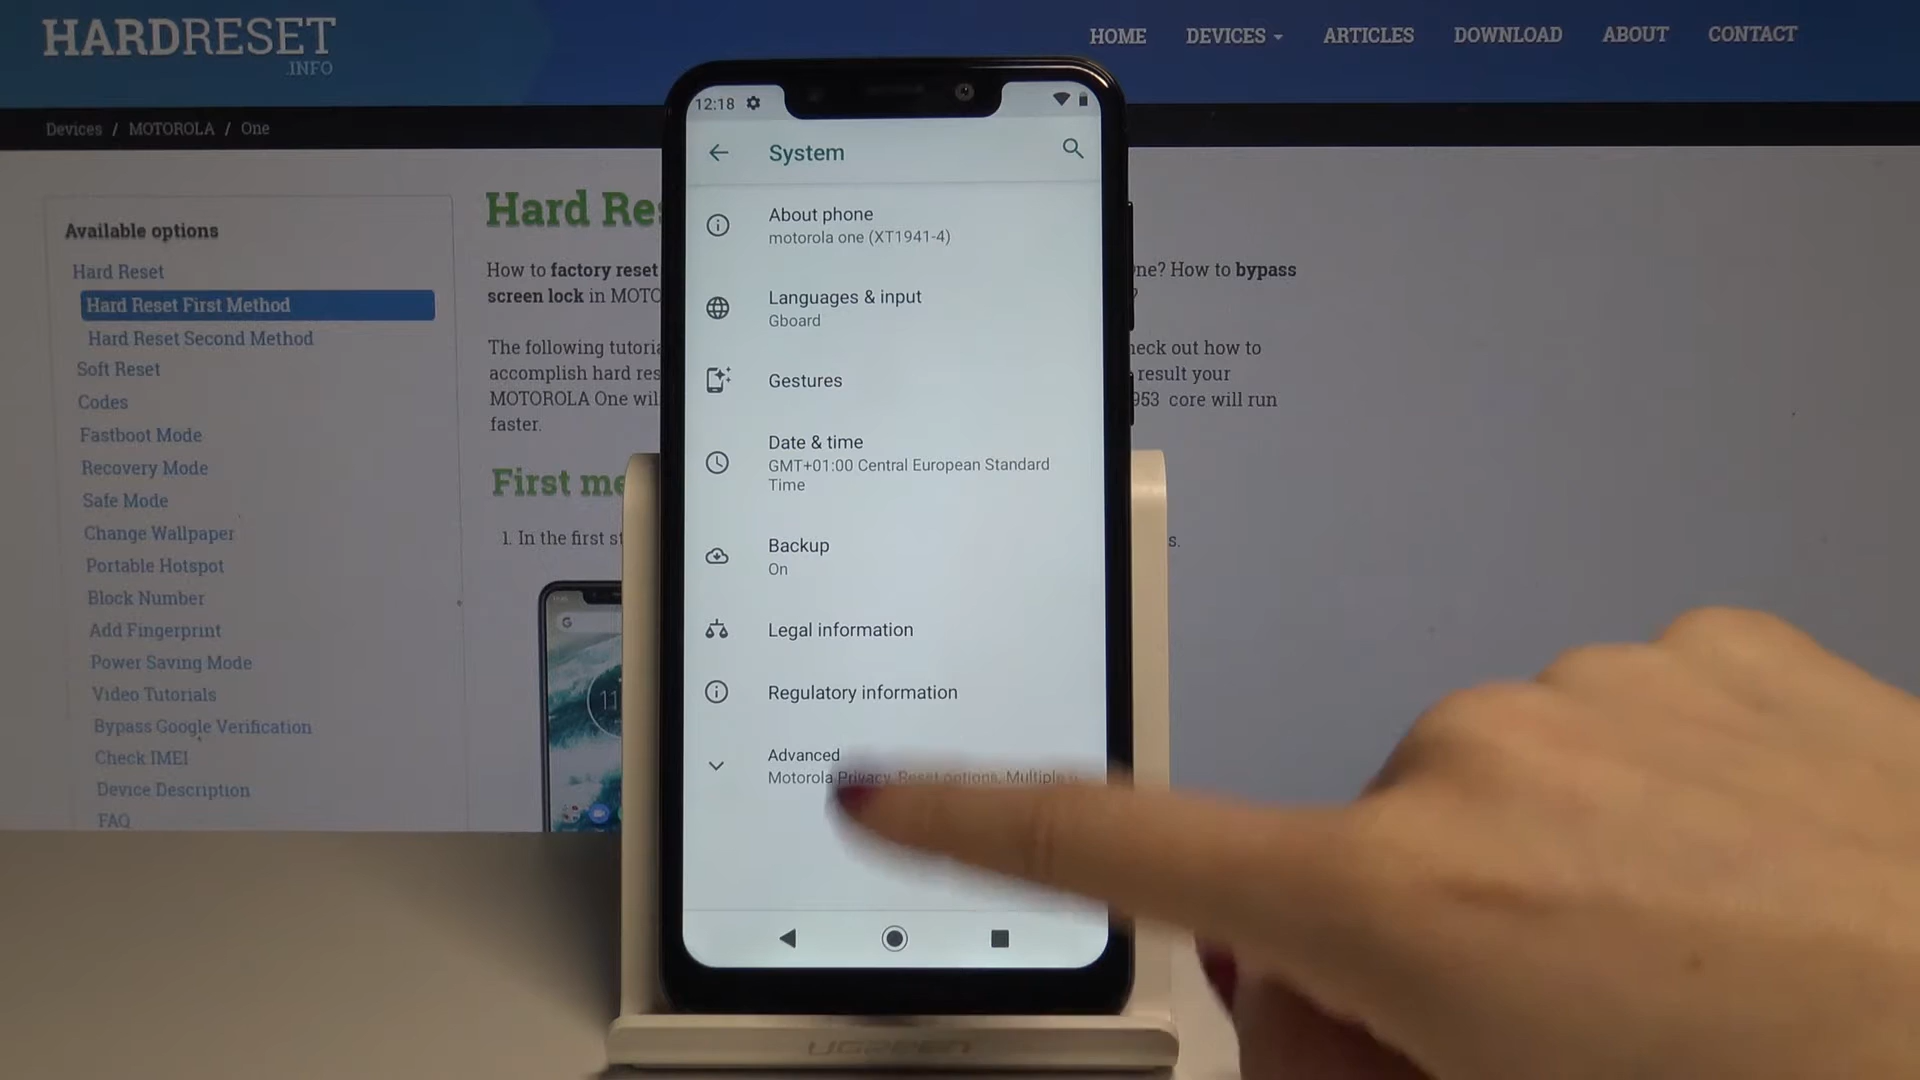 HARDRESET
.INFO
HOME DEVICES ARTICLES DOWNLOAD ABOUT CONTACT
Devices / MOTOROLA / One
Available options
Hard Reset
Hard Reset First Method
Hard Reset Second Method
Soft Reset
Codes
Fastboot Mode
Recovery Mode
Safe Mode
Change Wallpaper
Portable Hotspot
Block Number
Add Fingerprint
Power Saving Mode
Video Tutorials
Bypass Google Verification
Check IMEI
Device Description
FAQ
Hard Re
How to factory reset
ne? How to bypass
screen lock in MOTO
The following tutoria
heck out how to
accomplish hard res
result your
MOTOROLA One wil
953 core will run
faster.
First me
1. In the first st
s.
G
12:18
System
About phone
motorola one (XT1941-4)
Languages & input
Gboard
Gestures
Date & time
GMT+01:00 Central European Standard
Time
Backup
On
Legal information
Regulatory information
Advanced
Motorola Privacy, Reset options, Multiple
UGREEN